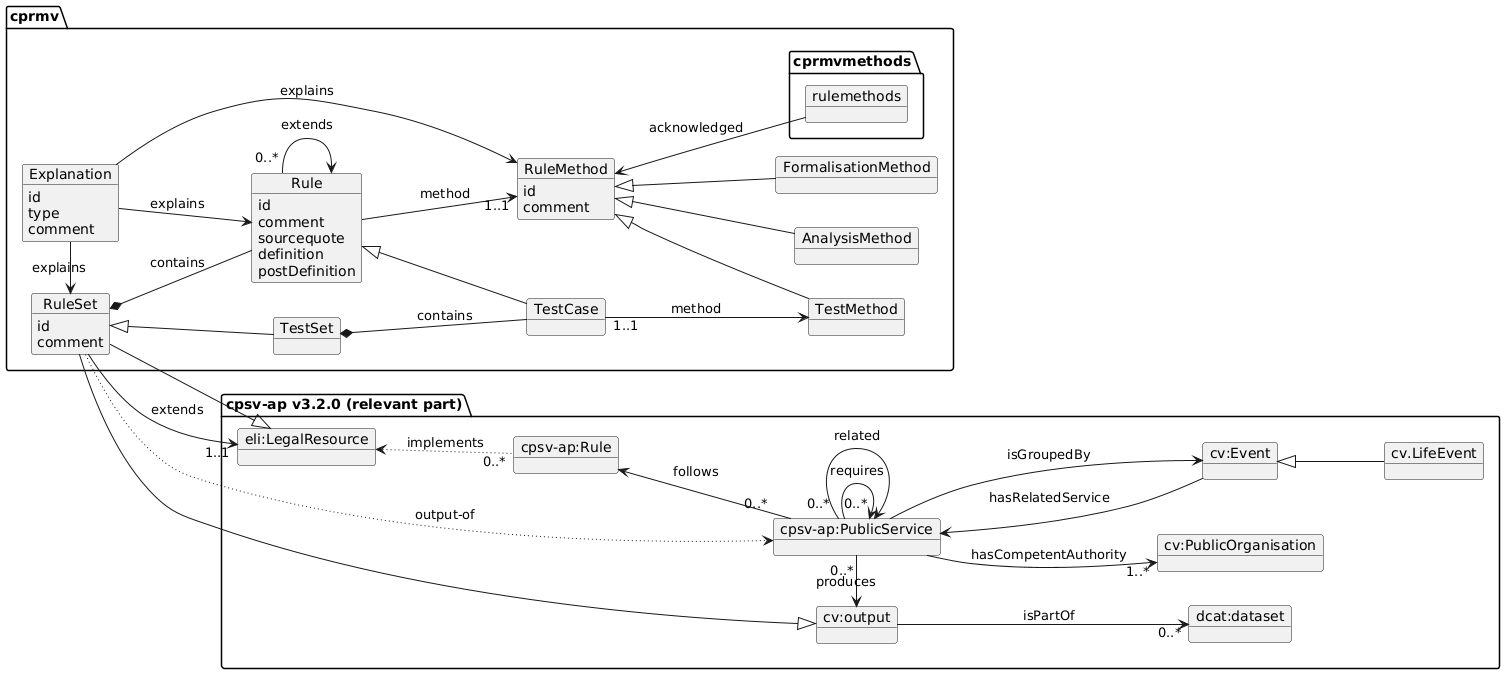 cprmv
cprmvmethods
rulemethods
explains
extends
0..*
acknowledged
Explanation
id
type
comment
explains
Rule
id
comment
sourcequote
definition
postDefinition
method
1..1
RuleMethod
id
comment
FormalisationMethod
AnalysisMethod
explains
contains
RuleSet
id
comment
TestSet
contains
TestCase
1..1
method
TestMethod
cpsv-ap v3.2.0 (relevant part)
extends
1..1
eli:LegalResource
implements
0..*
cpsv-ap:Rule
follows
0..*
related
requires
0..*
0..*
isGroupedBy
cv:Event
cv.LifeEvent
hasRelatedService
output-of
cpsv-ap:PublicService
hasCompetentAuthority
1..*
cv:PublicOrganisation
0..*
produces
cv:output
isPartOf
0..*
dcat:dataset